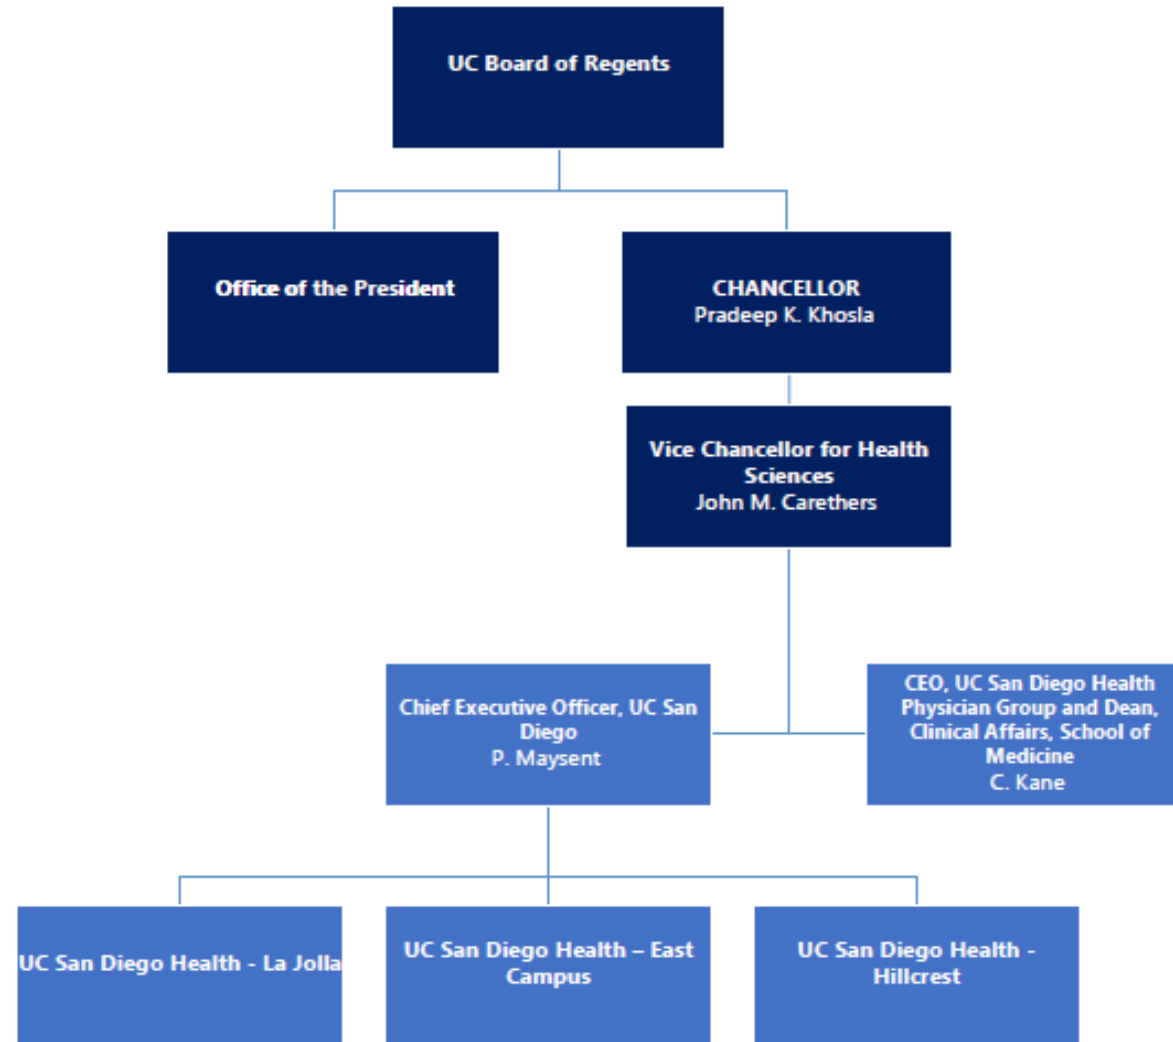 UC Board of Regents
Office of the President
CHANCELLOR
Pradeep K. Khosla
Vice Chancellor for Health
Sciences
John M. Carethers
Chief Executive Officer, UC San
Diego
P. Maysent
CEO, UC San Diego Health
Physician Group and Dean,
Clinical Affairs, School of
Medicine
C. Kane
UC San Diego Health - La Jolla
UC San Diego Health – East
Campus
UC San Diego Health -
Hillcrest